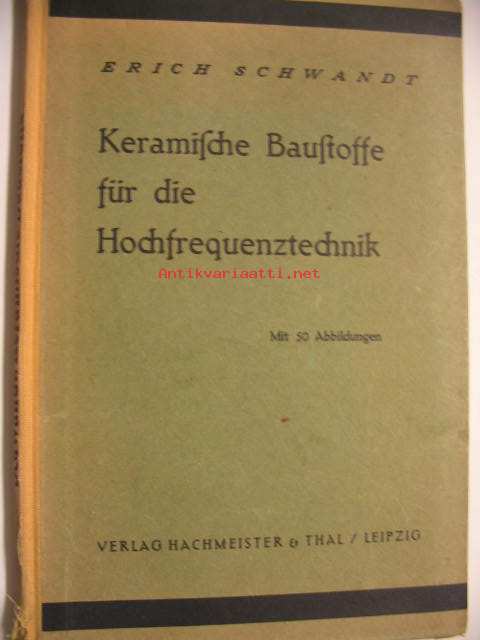 ERICH SCHWANDT
Keramiſche Bauſtoffe
für die
Hochfrequenztechnik
Antikvariaatti.net
Mit 50 Abbildungen
VERLAG HACHMEISTER & THAL / LEIPZIG